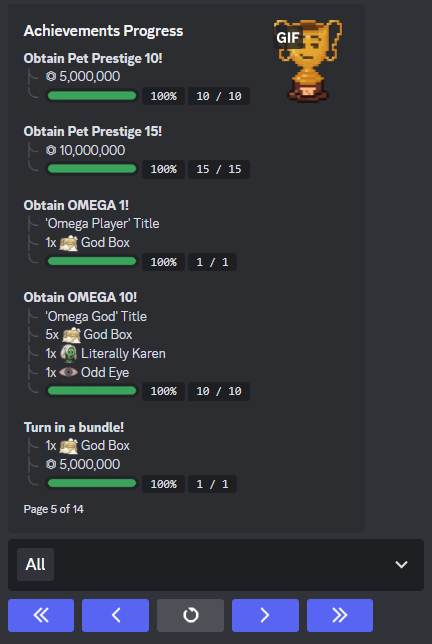 Achievements Progress
GIF
Obtain Pet Prestige 10!
5,000,000
100% 10 / 10
Obtain Pet Prestige 15!
10,000,000
100% 15 / 15
Obtain OMEGA 1!
'Omega Player' Title
1x God Box
100% 1 / 1
Obtain OMEGA 10!
'Omega God' Title
5x God Box
1x Literally Karen
1x Odd Eye
100% 10 / 10
Turn in a bundle!
1x God Box
5,000,000
100% 1 / 1
Page 5 of 14
All